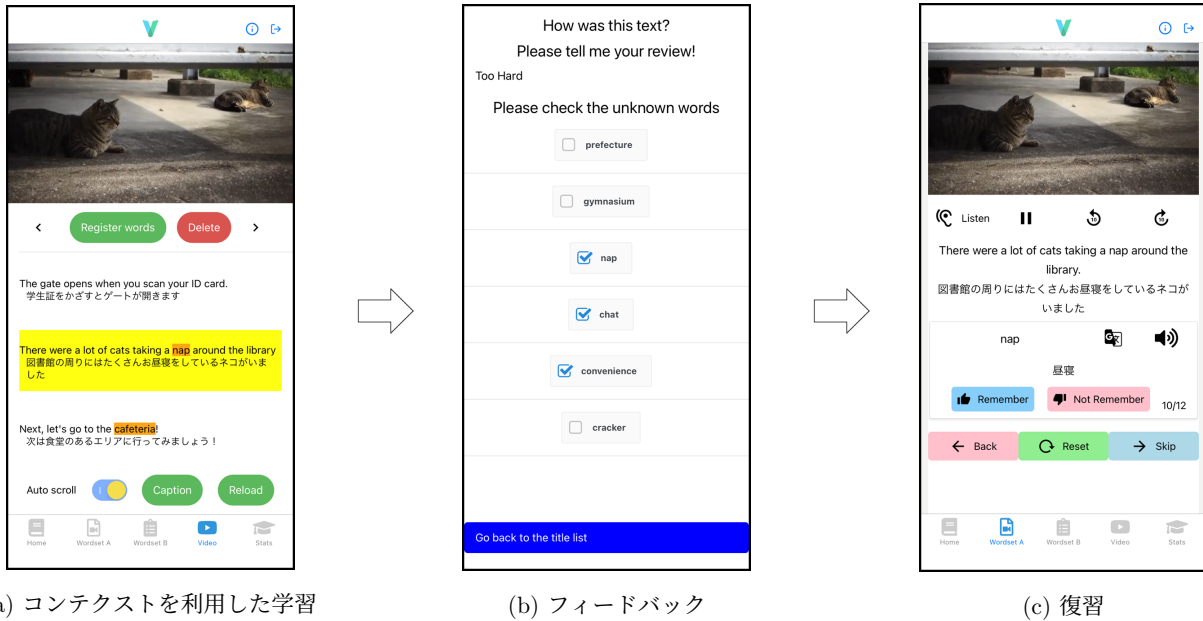 Register words
Delete
The gate opens when you scan your ID card.
学生証をかざすとゲートが開きます
There were a lot of cats taking a nap around the library
図書館の周りにはたくさんお昼寝をしているネコがいま
した
Next, let's go to the cafeteria!
次は食堂のあるエリアに行ってみましょう！
Auto scroll
Caption
Reload
Home
Wordset A
Wordset B
Video
Stats
a) コンテクストを利用した学習
How was this text?
Please tell me your review!
Too Hard
Please check the unknown words
prefecture
gymnasium
nap
chat
convenience
cracker
Go back to the title list
(b) フィードバック
Listen
10
10
There were a lot of cats taking a nap around the
library.
図書館の周りにはたくさんお昼寝をしているネコが
いました
nap
昼寝
Remember
Not Remember
10/12
Back
Reset
Skip
Home
Wordset A
Wordset B
Video
Stats
(c) 復習